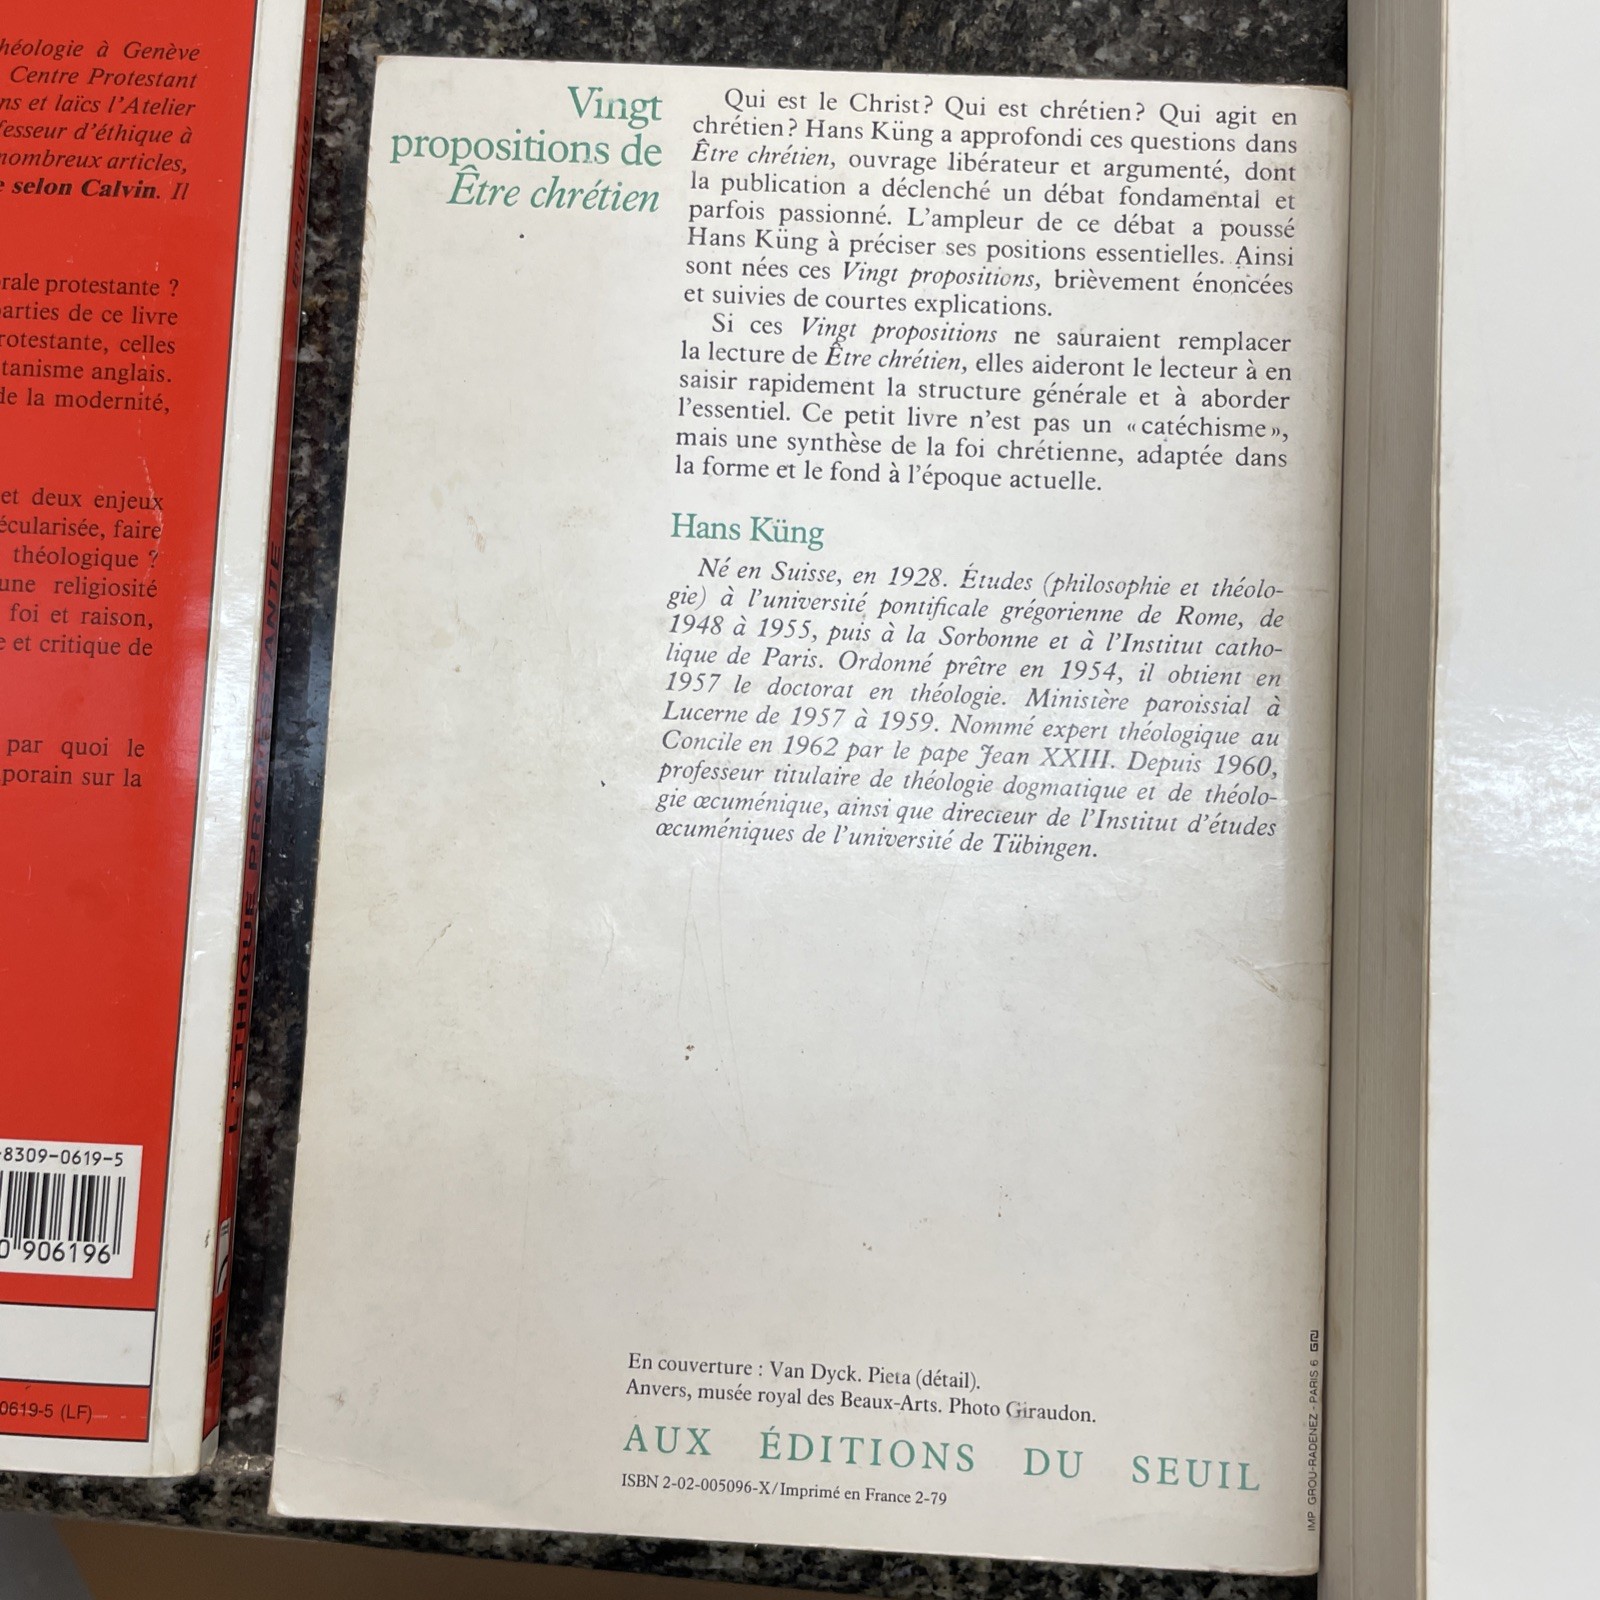 héologie à Genève
Centre Protestant
ns et laïcs l'Atelier
fesseur d'éthique à
nombreux articles,
e selon Calvin. Il
rale protestante ?
arties de ce livre
rotestante, celles
tanisme anglais.
de la modernité,
et deux enjeux
écularisée, faire
théologique ?
une religiosité
foi et raison,
e et critique de
par quoi le
porain sur la
8309-0619-5
0 906196
0619-5 (LF)
L'ÉTHIQUE PROTESTANTE
Vingt
propositions de
Être chrétien
Qui est le Christ? Qui est chrétien? Qui agit en
chrétien? Hans Küng a approfondi ces questions dans
Être chrétien, ouvrage libérateur et argumenté, dont
la publication a déclenché un débat fondamental et
parfois passionné. L'ampleur de ce débat a poussé
Hans Küng à préciser ses positions essentielles. Ainsi
sont nées ces Vingt propositions, brièvement énoncées
et suivies de courtes explications.
Si ces Vingt propositions ne sauraient remplacer
la lecture de Être chrétien, elles aideront le lecteur à en
saisir rapidement la structure générale et à aborder
l'essentiel. Ce petit livre n'est pas un «catéchisme»,
mais une synthèse de la foi chrétienne, adaptée dans
la forme et le fond à l'époque actuelle.
Hans Küng
Né en Suisse, en 1928. Études (philosophie et théolo-
gie) à l'université pontificale grégorienne de Rome, de
1948 à 1955, puis à la Sorbonne et à l'Institut catho-
lique de Paris. Ordonné prêtre en 1954, il obtient en
1957 le doctorat en théologie. Ministère paroissial à
Lucerne de 1957 à 1959. Nommé expert théologique au
Concile en 1962 par le pape Jean XXIII. Depuis 1960,
professeur titulaire de théologie dogmatique et de théolo-
gie œcuménique, ainsi que directeur de l'Institut d'études
œcuméniques de l'université de Tübingen.
En couverture : Van Dyck. Pieta (détail).
Anvers, musée royal des Beaux-Arts. Photo Giraudon.
AUX ÉDITIONS DU SEUIL
ISBN 2-02-005096-X/Imprimé en France 2-79
IMP GROU-RADENEZ - PARIS 6